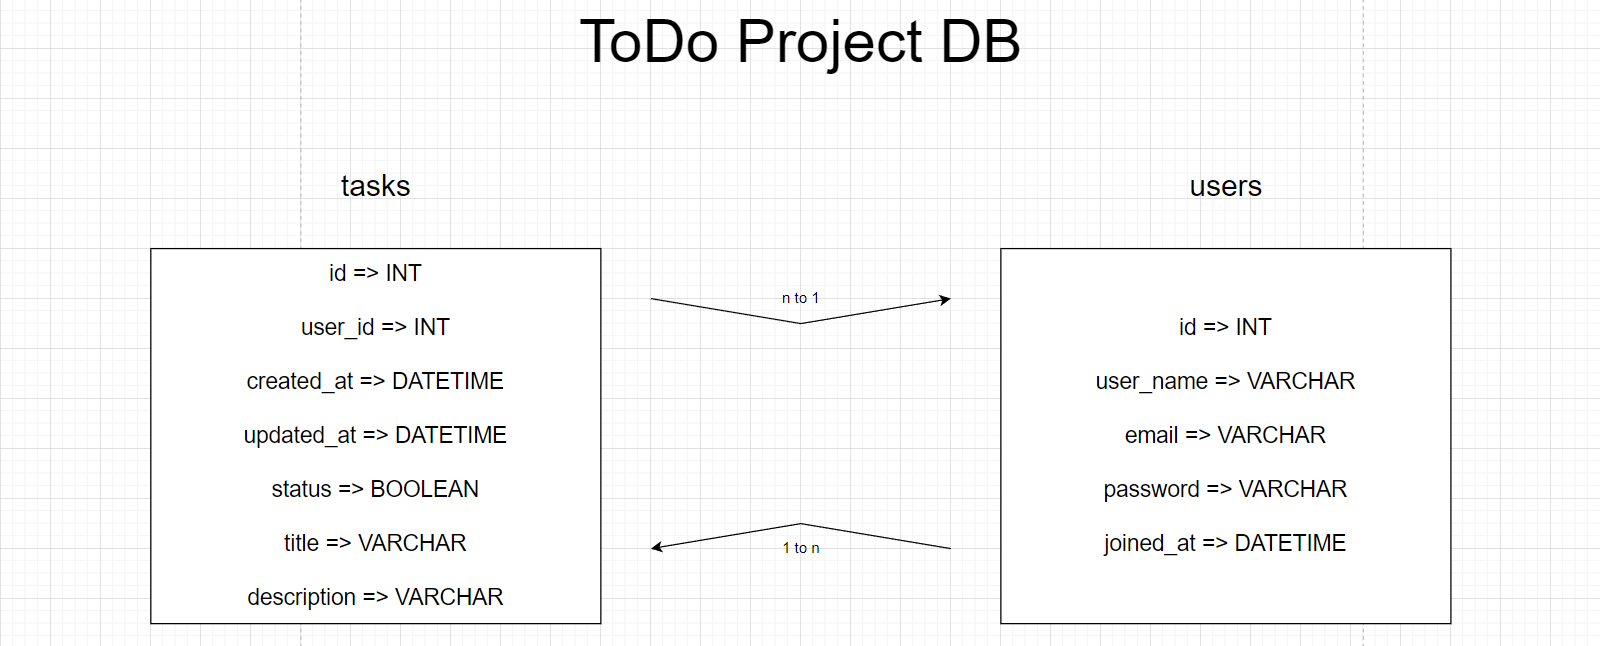 ToDo Project DB
tasks
id => INT
user_id => INT
created_at => DATETIME
updated_at => DATETIME
status => BOOLEAN
title => VARCHAR
description => VARCHAR
n to 1
1 to n
users
id => INT
user_name => VARCHAR
email => VARCHAR
password => VARCHAR
joined_at => DATETIME